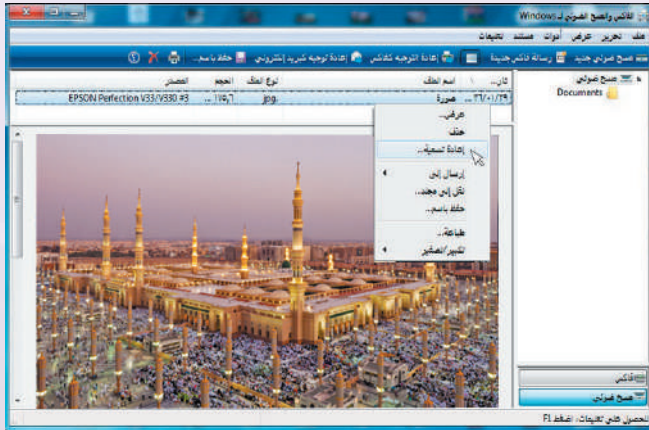 الفاكس والمسح الضوئي لـ Windows
ملف تحرير عرض أدوات مستند تعليمات
مسح ضوئي جديد رسالة فاكس جديدة إعادة التوجيه كفاكس إعادة توجيه كبريد إلكتروني حفظ باسم...
مسح ضوئي
Documents
تار... اسم الملف نوع الملف الحجم المصدر
صورة .jpg ١٧٥,٦ ... EPSON Perfection V33/V330 #3
عرض...
حذف
إعادة تسمية...
إرسال إلى
نقل إلى مجلد...
حفظ باسم...
طباعة...
تكبير/تصغير
فاكس
مسح ضوئي
للحصول على تعليمات، اضغط F1